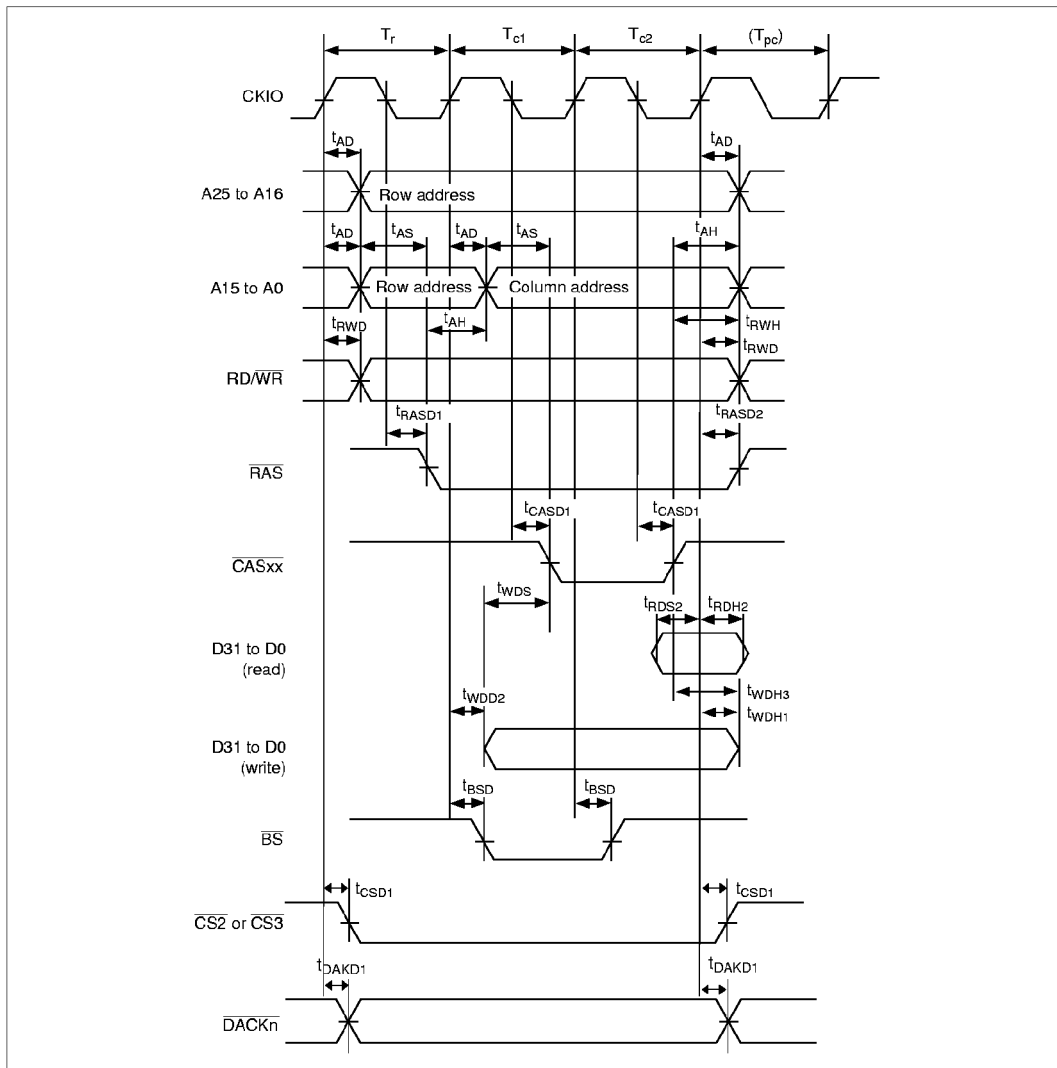 Tr Tc1 Tc2 (Tpc)
CKIO
tAD tAD
A25 to A16 Row address
tAD tAS tAD tAS tAH
A15 to A0 Row address Column address
tRWD tAH tRWH
tRWD
RD/WR
tRASD1 tRASD2
RAS
tCASD1 tCASD1
CASxx
tWDS tRDS2 tRDH2
D31 to D0
(read)
tWDD2 tWDH3
tWDH1
D31 to D0
(write)
tBSD tBSD
BS
tCSD1 tCSD1
CS2 or CS3
tDAKD1 tDAKD1
DACKn